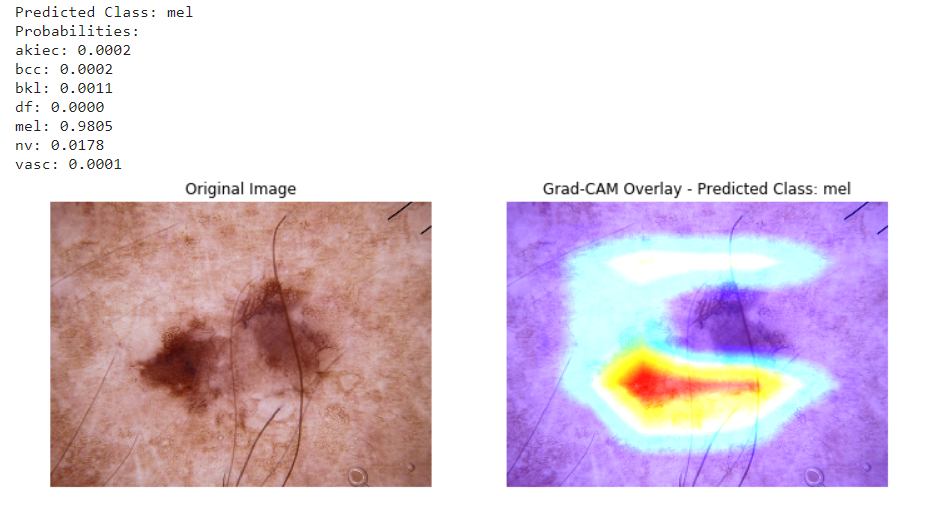 Predicted Class: mel
Probabilities:
akiec: 0.0002
bcc: 0.0002
bkl: 0.0011
df: 0.0000
mel: 0.9805
nv: 0.0178
vasc: 0.0001
Original Image
Grad-CAM Overlay - Predicted Class: mel